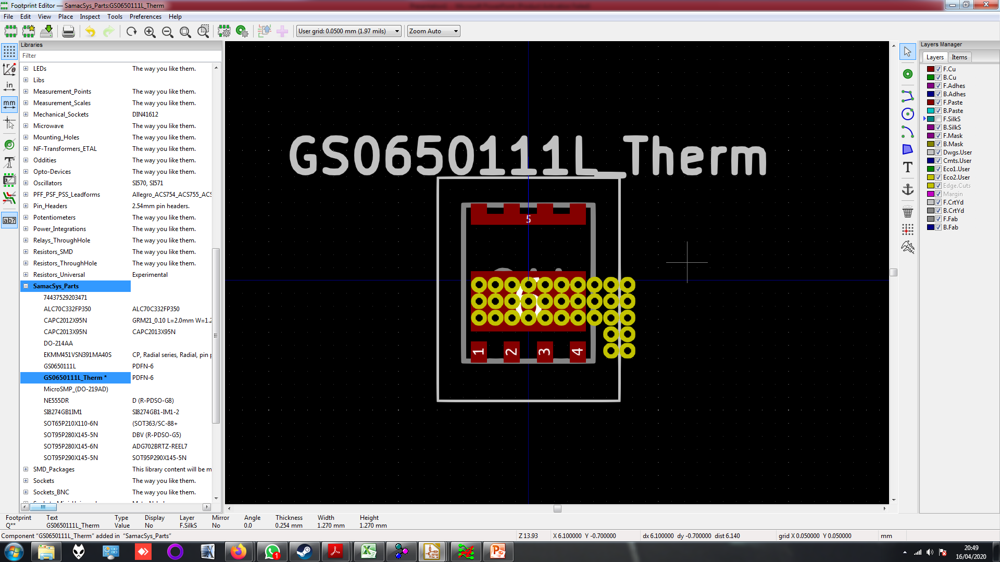 Footprint Editor — SamacSys_Parts:GS0650111L_Therm
File Edit View Place Inspect Tools Preferences Help
User grid: 0.0500 mm (1.97 mils) Zoom Auto
Libraries
Filter
LEDs The way you like them.
Libs
Measurement_Points The way you like them.
Measurement_Scales The way you like them.
Mechanical_Sockets DIN41612
Microwave The way you like them.
Mounting_Holes The way you like them.
NF-Transformers_ETAL The way you like them.
Oddities The way you like them.
Opto-Devices The way you like them.
Oscillators SI570, SI571
PFF_PSF_PSS_Leadforms Allegro_ACS754_ACS755_ACS
Pin_Headers 2.54mm pin headers.
Potentiometers The way you like them.
Power_Integrations The way you like them.
Relays_ThroughHole The way you like them.
Resistors_SMD The way you like them.
Resistors_ThroughHole The way you like them.
Resistors_Universal Experimental
SamacSys_Parts
74437529203471
ALC70C332FP350 ALC70C332FP350
CAPC2012X95N GRM21_0.10 L=2.0mm W=1.2
CAPC2013X95N CAPC2013X95N
DO-214AA
EKMM451VSN391MA40S CP, Radial series, Radial, pin p
GS0650111L PDFN-6
GS0650111L_Therm * PDFN-6
MicroSMP_(DO-219AD)
NE555DR D (R-PDSO-G8)
SI8274GB1IM1 SI8274GB1-IM1-2
SOT65P210X110-6N (SOT363/SC-88+
SOT95P280X145-5N DBV (R-PDSO-G5)
SOT95P280X145-6N ADG702BRTZ-REEL7
SOT95P290X145-5N SOT95P290X145-5N
SMD_Packages This library content will be m
Sockets The way you like them.
Sockets_BNC The way you like them.
in
mm
ab?
GS0650111L_Therm
5
6
1 2 3 4
T
Layers Manager
Layers Items
F.Cu
B.Cu
F.Adhes
B.Adhes
F.Paste
B.Paste
F.SilkS
B.SilkS
F.Mask
B.Mask
Dwgs.User
Cmts.User
Eco1.User
Eco2.User
Edge.Cuts
Margin
F.CrtYd
B.CrtYd
F.Fab
B.Fab
Footprint Text Type Display Layer Mirror Angle Thickness Width Height
Q** GS0650111L_Therm Value No F.SilkS No 0.0 0.254 mm 1.270 mm 1.270 mm
Component "GS0650111L_Therm" added in "SamacSys_Parts" Z 13.93 X 6.100000 Y -0.700000 dx 6.100000 dy -0.700000 dist 6.140 grid X 0.050000 Y 0.050000 mm
20:49
16/04/2020